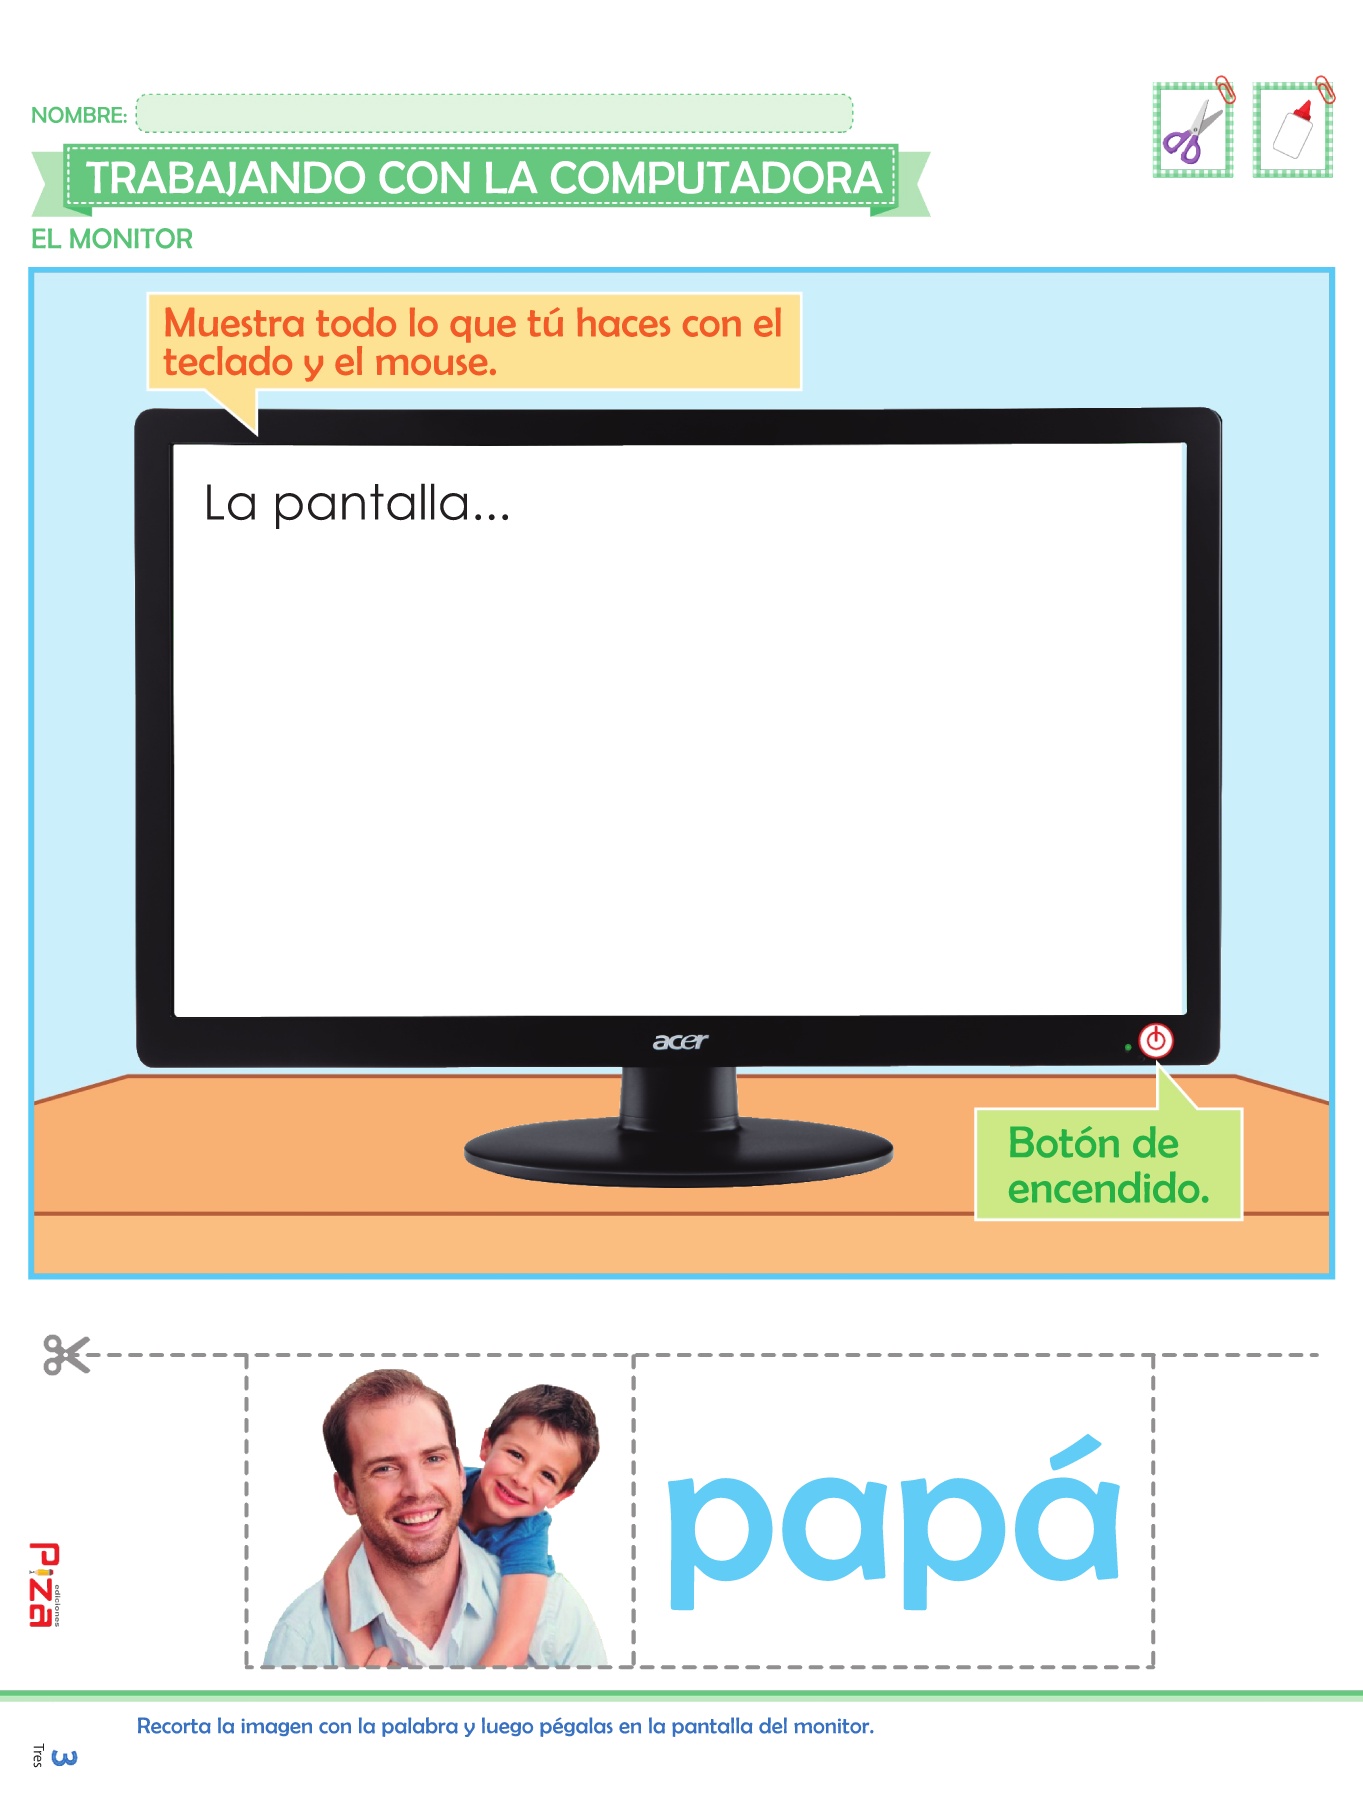 NOMBRE:
TRABAJANDO CON LA COMPUTADORA
EL MONITOR
Muestra todo lo que tú haces con el
teclado y el mouse.
La pantalla...
acer
Botón de
encendido.
papá
Piza
ediciones
Recorta la imagen con la palabra y luego pégalas en la pantalla del monitor.
3
Tres